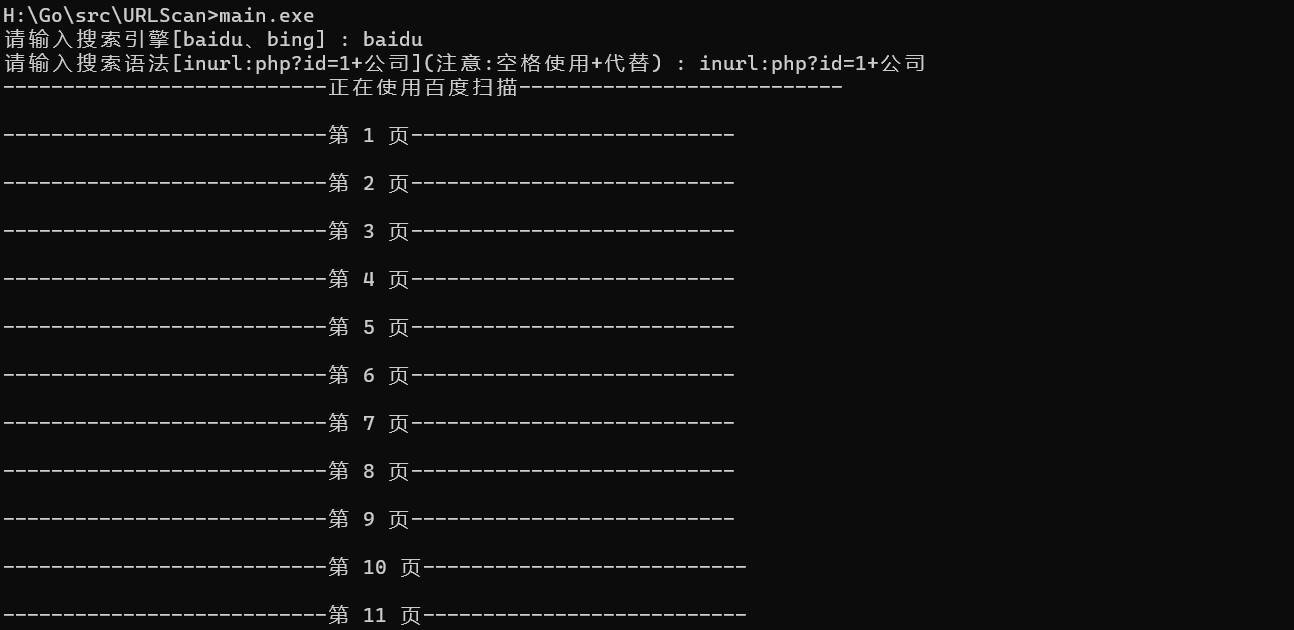 H:\Go\src\URLScan>main.exe
请输入搜索引擎[baidu、bing] : baidu
请输入搜索语法[inurl:php?id=1+公司](注意:空格使用+代替) : inurl:php?id=1+公司
---------------------------正在使用百度扫描---------------------------
---------------------------第 1 页---------------------------
---------------------------第 2 页---------------------------
---------------------------第 3 页---------------------------
---------------------------第 4 页---------------------------
---------------------------第 5 页---------------------------
---------------------------第 6 页---------------------------
---------------------------第 7 页---------------------------
---------------------------第 8 页---------------------------
---------------------------第 9 页---------------------------
---------------------------第 10 页---------------------------
---------------------------第 11 页---------------------------